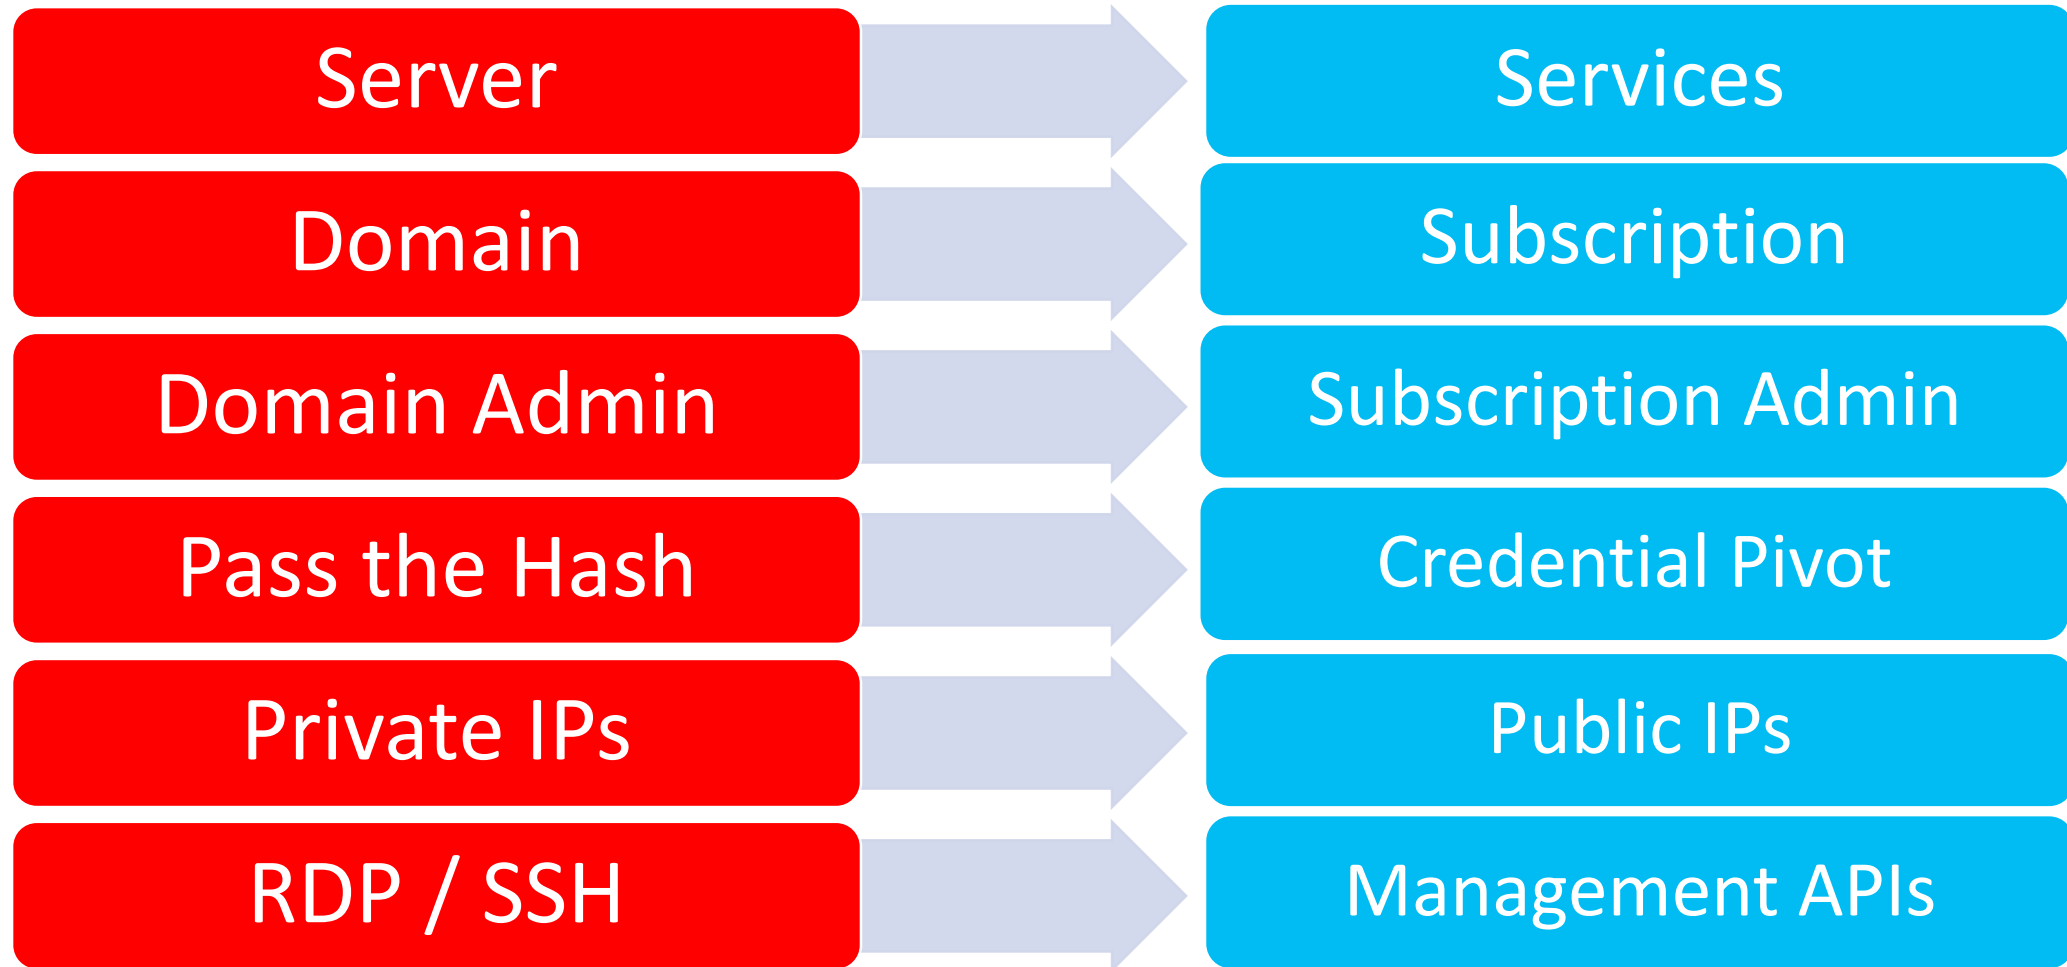 Server
Services
Domain
Subscription
Domain Admin
Subscription Admin
Pass the Hash
Credential Pivot
Private IPs
Public IPs
RDP / SSH
Management APIs